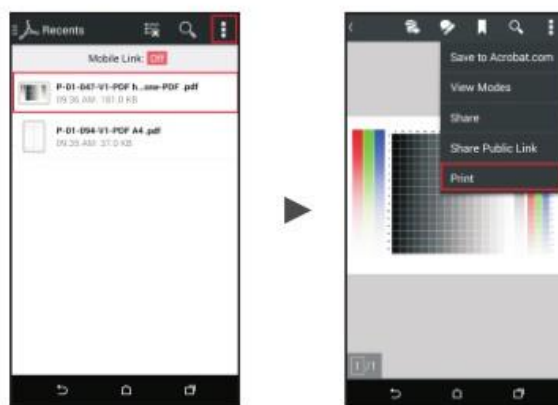 Recents
Mobile Link: Off
P-01-047-V1-PDF h...one-PDF .pdf
09:36 AM 181.0 KB
P-01-094-V1-PDF A4 .pdf
09:35 AM 37.0 KB
Save to Acrobat.com
View Modes
Share
Share Public Link
Print
1/1